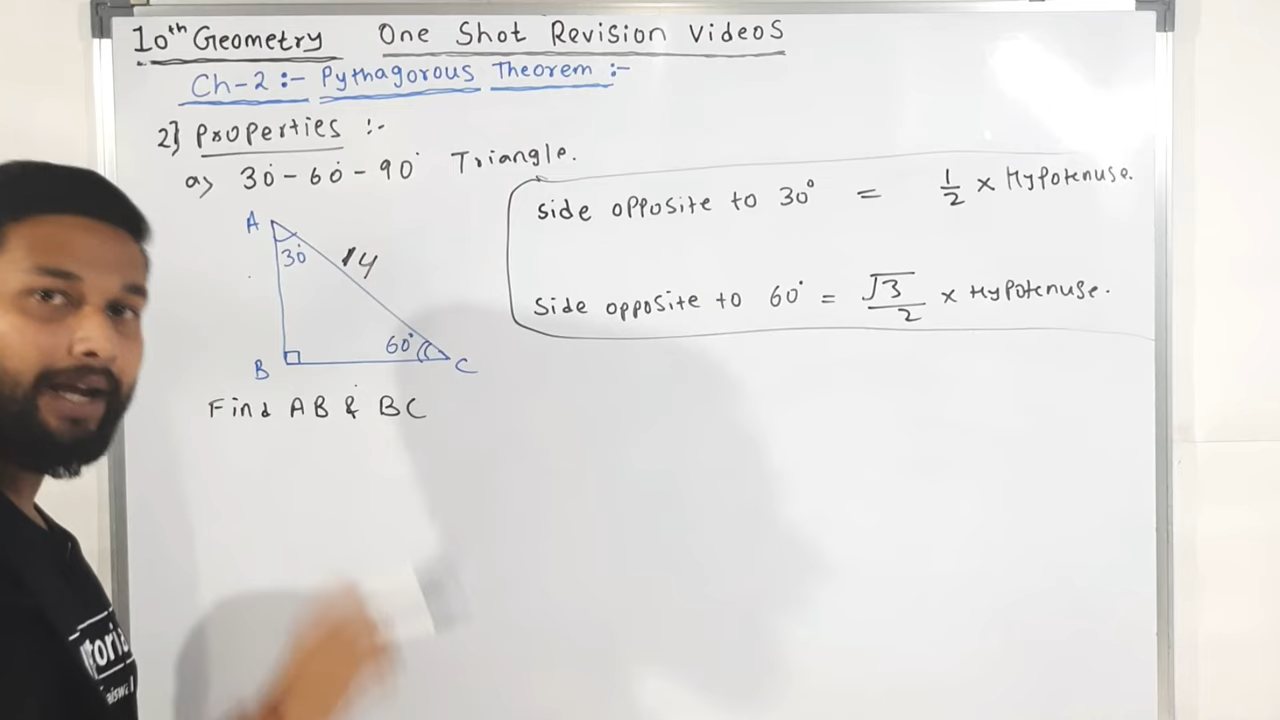 10th Geometry One Shot Revision Videos
Ch-2 :- Pythagorous Theorem :-
2] Properties :-
a) 30° - 60° - 90° Triangle.
side opposite to 30° = 1/2 × Hypotenuse.
Side opposite to 60° = √3/2 × Hypotenuse.
A
30°
14
60°
B
C
Find AB & BC